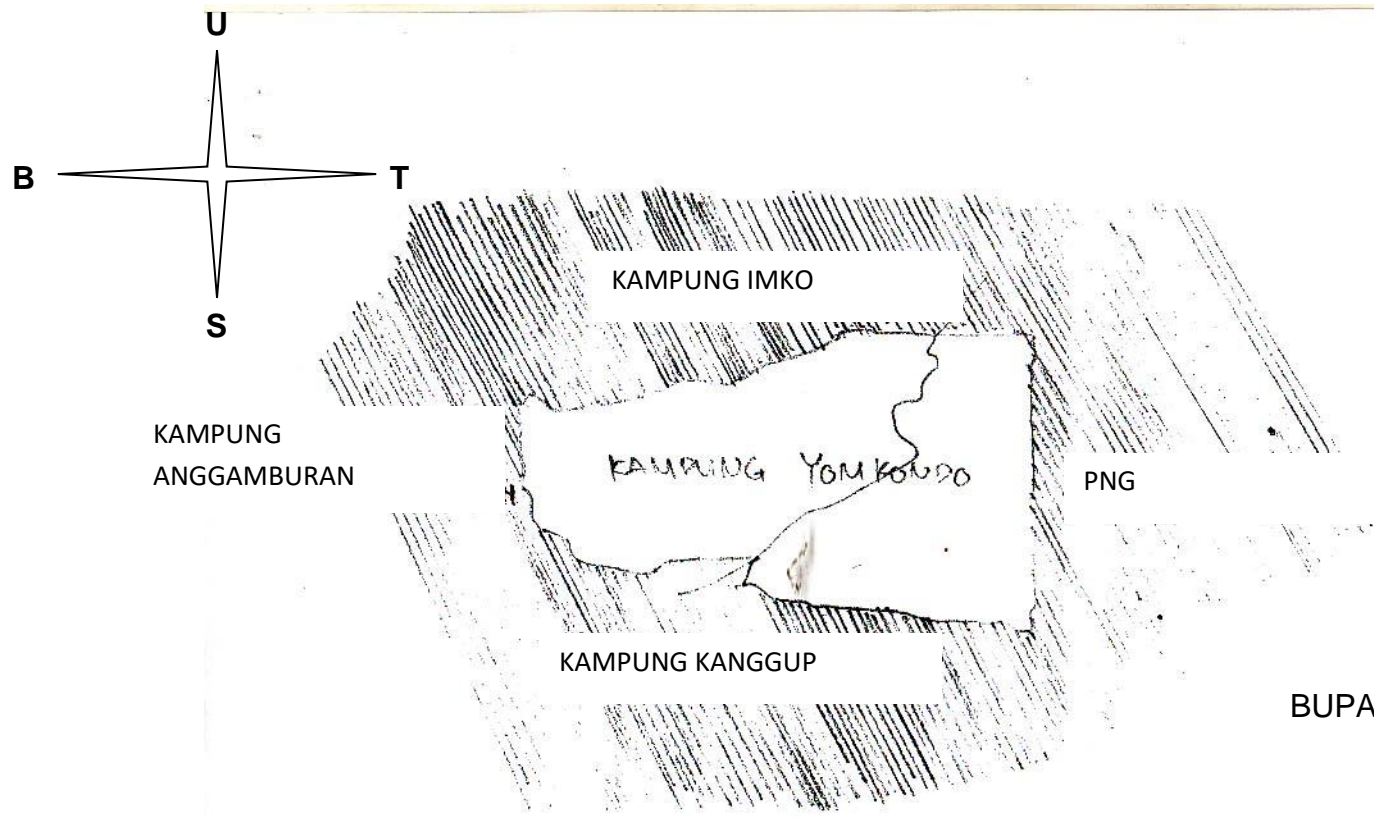 U
B
T
S
KAMPUNG IMKO
KAMPUNG
ANGGAMBURAN
KAMPUNG YOMKONDO
PNG
KAMPUNG KANGGUP
BUPA